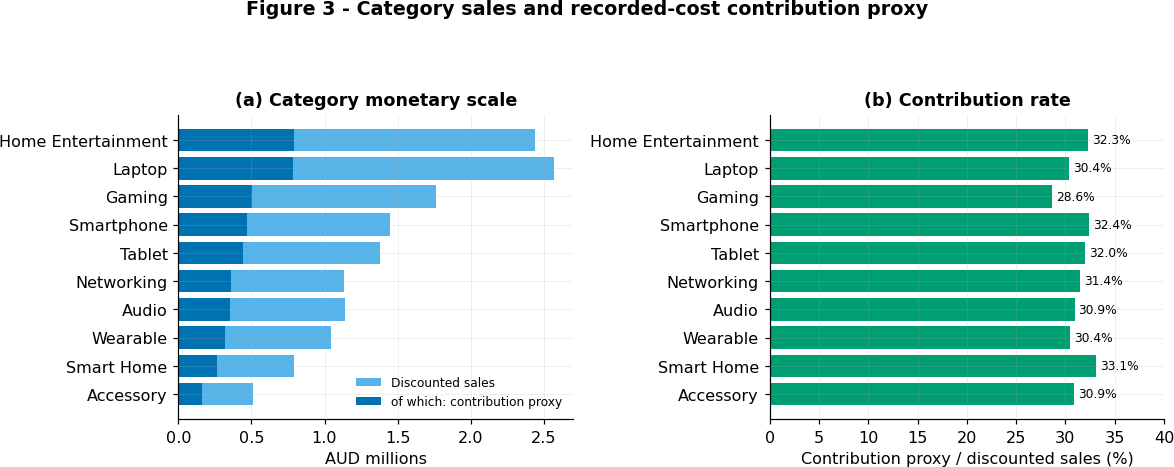 Figure 3 - Category sales and recorded-cost contribution proxy
(a) Category monetary scale
Home Entertainment
Laptop
Gaming
Smartphone
Tablet
Networking
Audio
Wearable
Smart Home
Accessory
Discounted sales
of which: contribution proxy
0.0 0.5 1.0 1.5 2.0 2.5
AUD millions
(b) Contribution rate
Home Entertainment 32.3%
Laptop 30.4%
Gaming 28.6%
Smartphone 32.4%
Tablet 32.0%
Networking 31.4%
Audio 30.9%
Wearable 30.4%
Smart Home 33.1%
Accessory 30.9%
0 5 10 15 20 25 30 35 40
Contribution proxy / discounted sales (%)